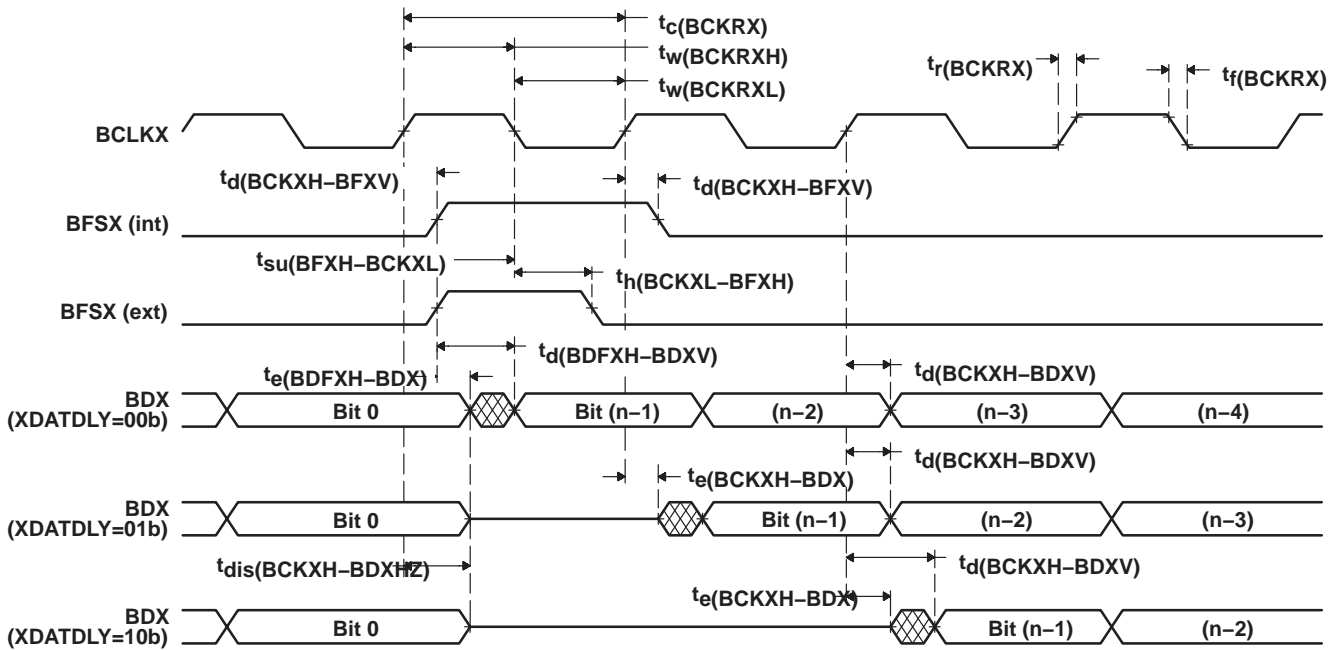 tc(BCKRX)
tw(BCKRXH)
tr(BCKRX)
tf(BCKRX)
tw(BCKRXL)
BCLKX
td(BCKXH–BFXV)
td(BCKXH–BFXV)
BFSX (int)
tsu(BFXH–BCKXL)
th(BCKXL–BFXH)
BFSX (ext)
td(BDFXH–BDXV)
te(BDFXH–BDX)
td(BCKXH–BDXV)
BDX
(XDATDLY=00b)
Bit 0
Bit (n–1)
(n–2)
(n–3)
(n–4)
td(BCKXH–BDXV)
te(BCKXH–BDX)
BDX
(XDATDLY=01b)
Bit 0
Bit (n–1)
(n–2)
(n–3)
tdis(BCKXH–BDXHZ)
td(BCKXH–BDXV)
te(BCKXH–BDX)
BDX
(XDATDLY=10b)
Bit 0
Bit (n–1)
(n–2)